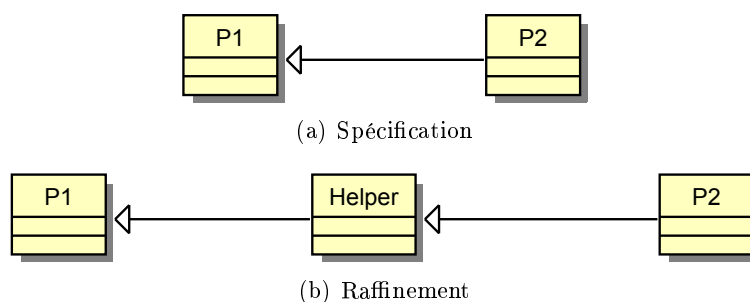 P1 P2
(a) Spécification
P1 Helper P2
(b) Raffinement